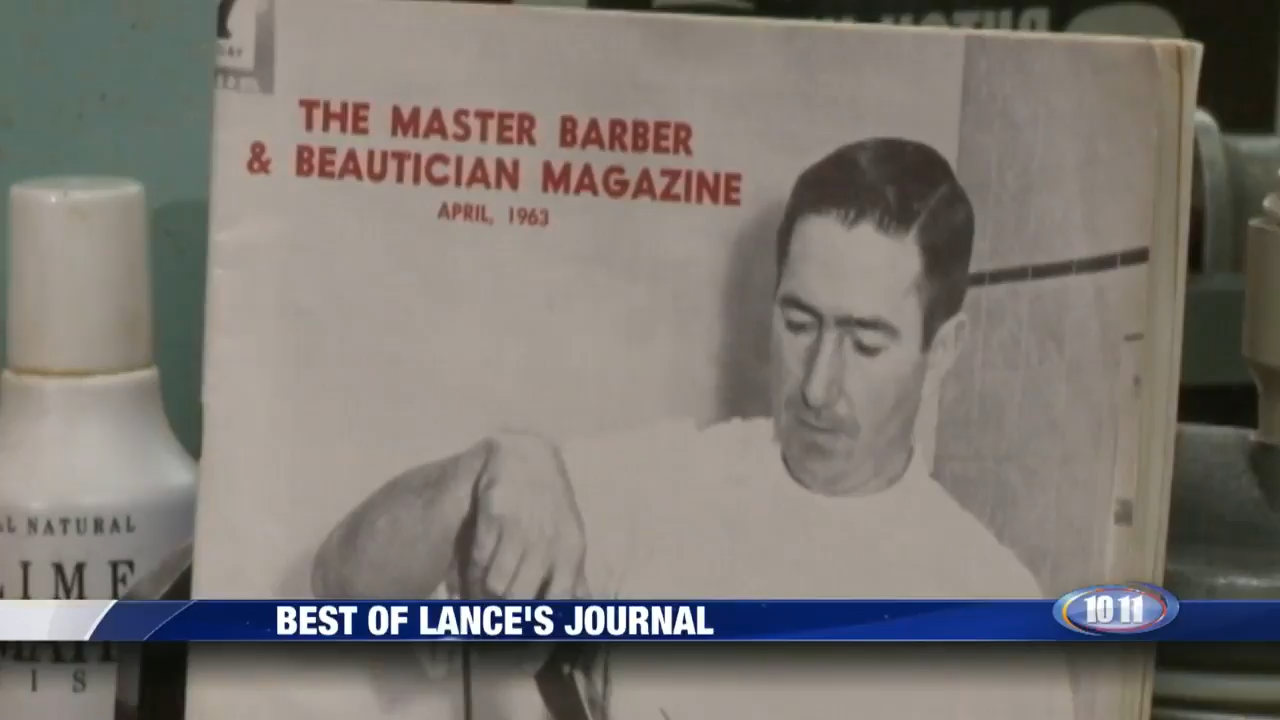 THE MASTER BARBER
& BEAUTICIAN MAGAZINE
APRIL, 1963
NATURAL
LIME
I S
BEST OF LANCE'S JOURNAL
10 11